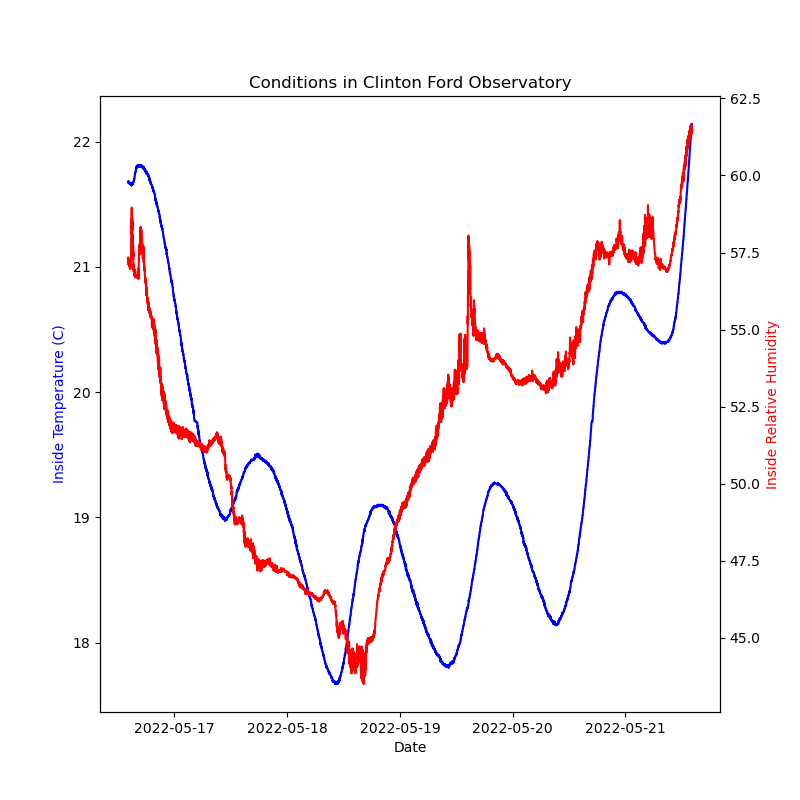 Conditions in Clinton Ford Observatory
Inside Temperature (C)
22
21
20
19
18
62.5
60.0
57.5
55.0
52.5
50.0
47.5
45.0
Inside Relative Humidity
2022-05-17 2022-05-18 2022-05-19 2022-05-20 2022-05-21
Date